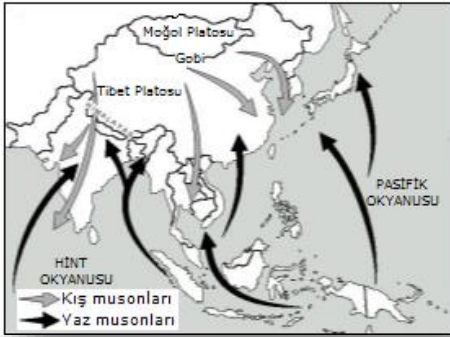 Moğol Platosu
Gobi
Tibet Platosu
PASİFİK
OKYANUSU
HİNT
OKYANUSU
Kış musonları
Yaz musonları